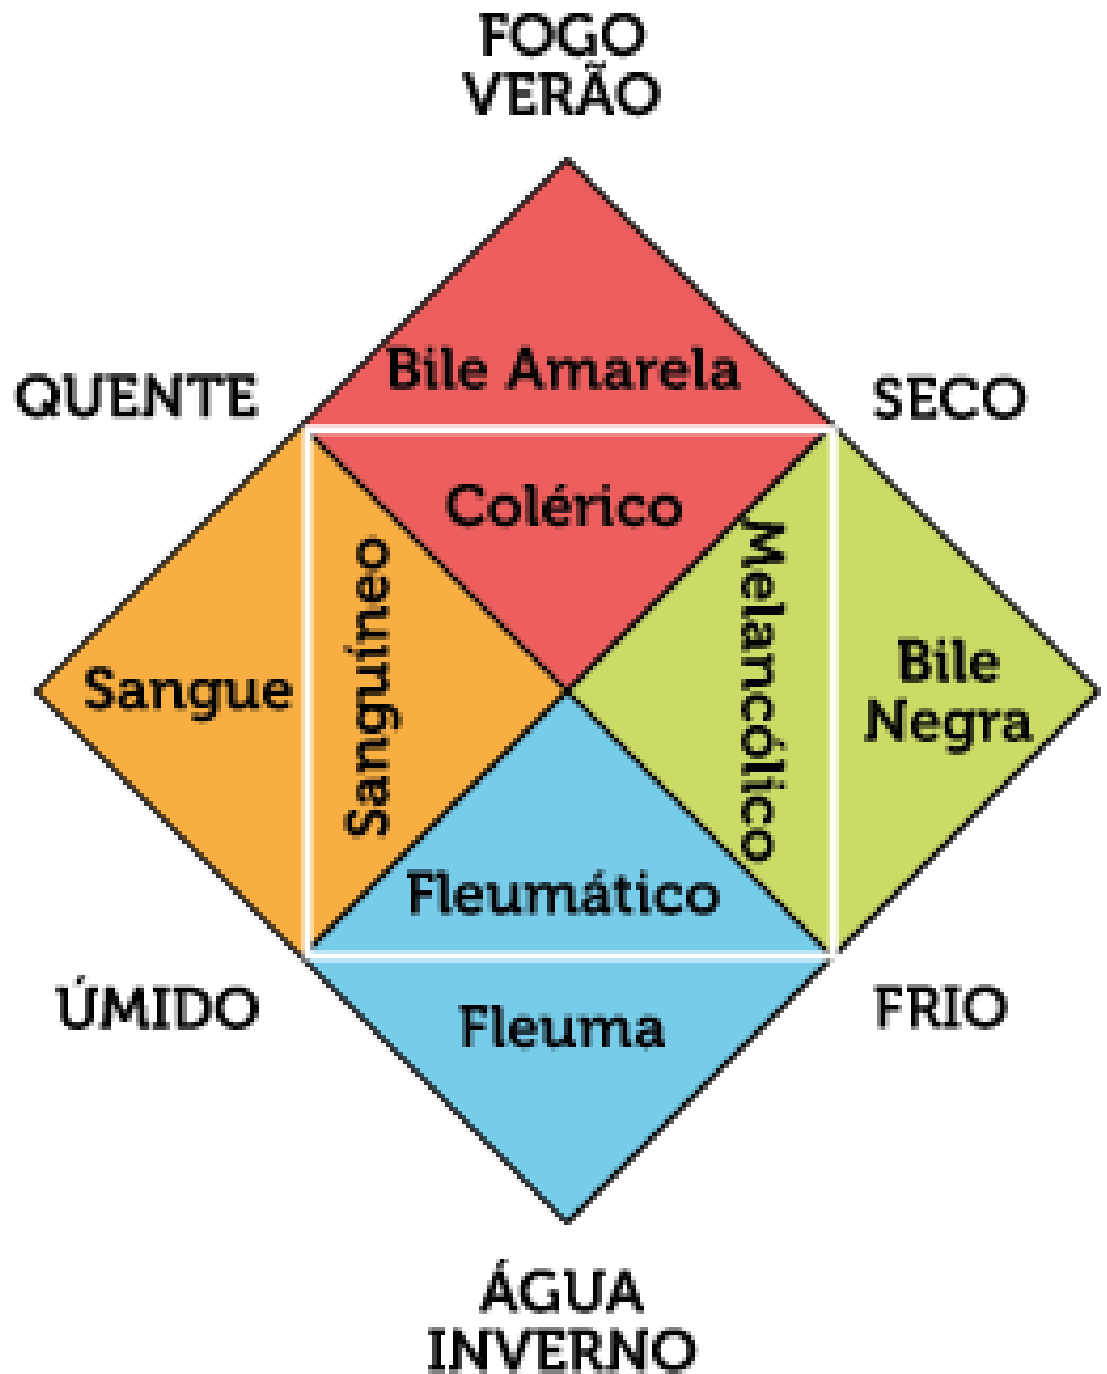 FOGO
VERÃO
Bile Amarela
QUENTE
SECO
Colérico
Sanguíneo
Melancólico
Sangue
Bile
Negra
Fleumático
ÚMIDO
FRIO
Fleuma
ÁGUA
INVERNO